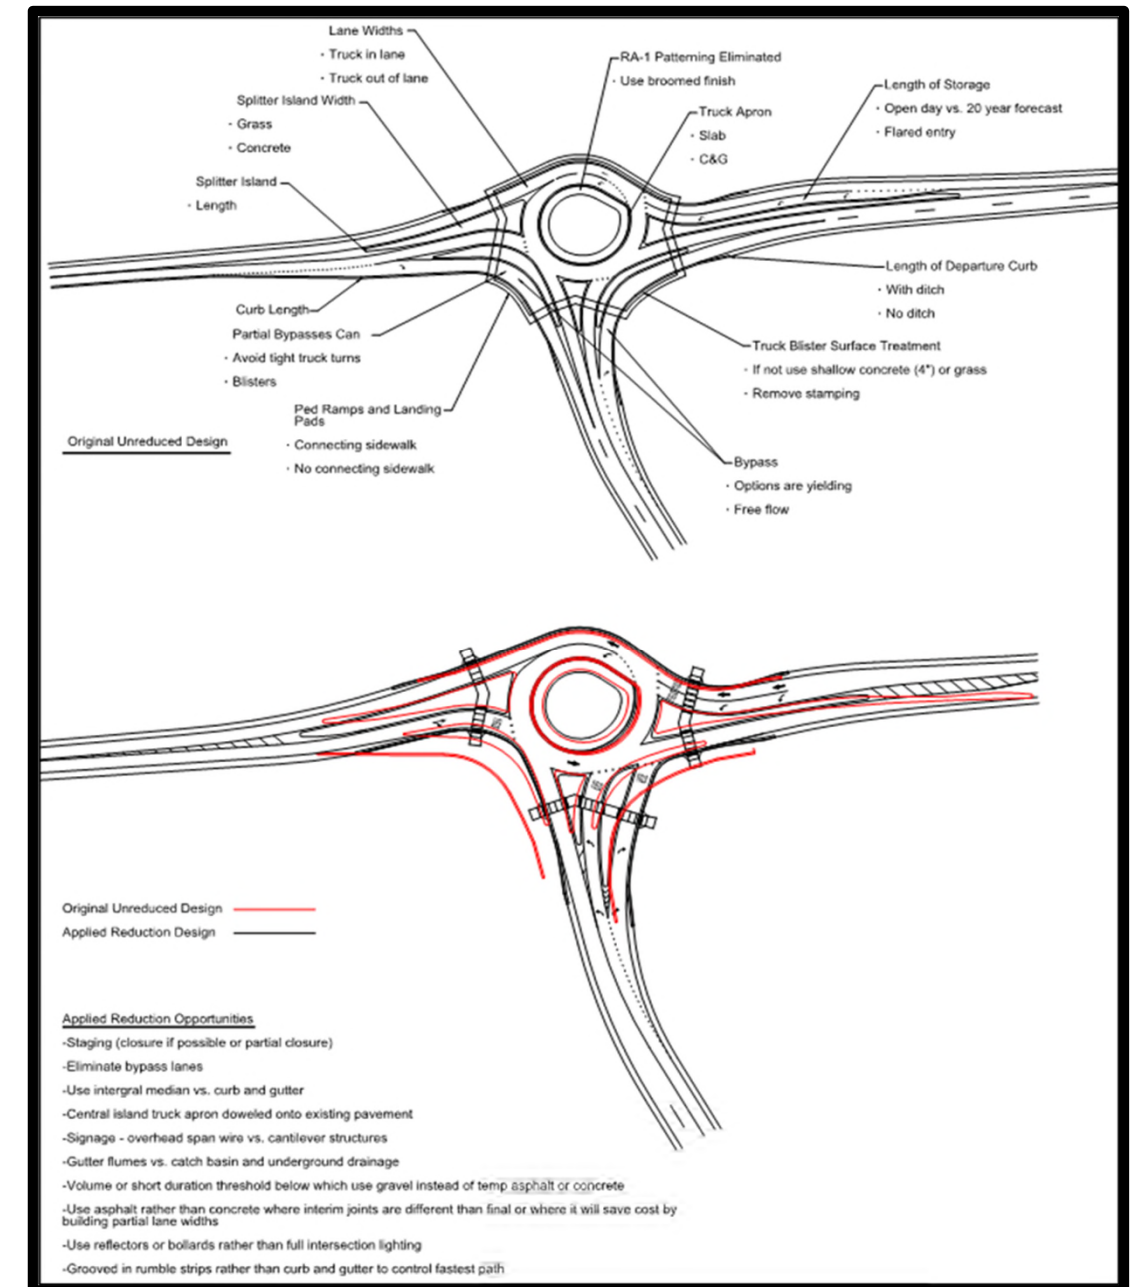 Lane Widths
· Truck in lane
· Truck out of lane
RA-1 Patterning Eliminated
· Use broomed finish
Length of Storage
· Open day vs. 20 year forecast
· Flared entry
Splitter Island Width
· Grass
· Concrete
Truck Apron
· Slab
· C&G
Splitter Island
· Length
Length of Departure Curb
· With ditch
· No ditch
Curb Length
Partial Bypasses Can
· Avoid tight truck turns
· Blisters
Truck Blister Surface Treatment
· If not use shallow concrete (4") or grass
· Remove stamping
Ped Ramps and Landing
Pads
· Connecting sidewalk
· No connecting sidewalk
Original Unreduced Design
Bypass
· Options are yielding
· Free flow
Original Unreduced Design
Applied Reduction Design
Applied Reduction Opportunities
-Staging (closure if possible or partial closure)
-Eliminate bypass lanes
-Use intergral median vs. curb and gutter
-Central island truck apron doweled onto existing pavement
-Signage - overhead span wire vs. cantilever structures
-Gutter flumes vs. catch basin and underground drainage
-Volume or short duration threshold below which use gravel instead of temp asphalt or concrete
-Use asphalt rather than concrete where interim joints are different than final or where it will save cost by
building partial lane widths
-Use reflectors or bollards rather than full intersection lighting
-Grooved in rumble strips rather than curb and gutter to control fastest path